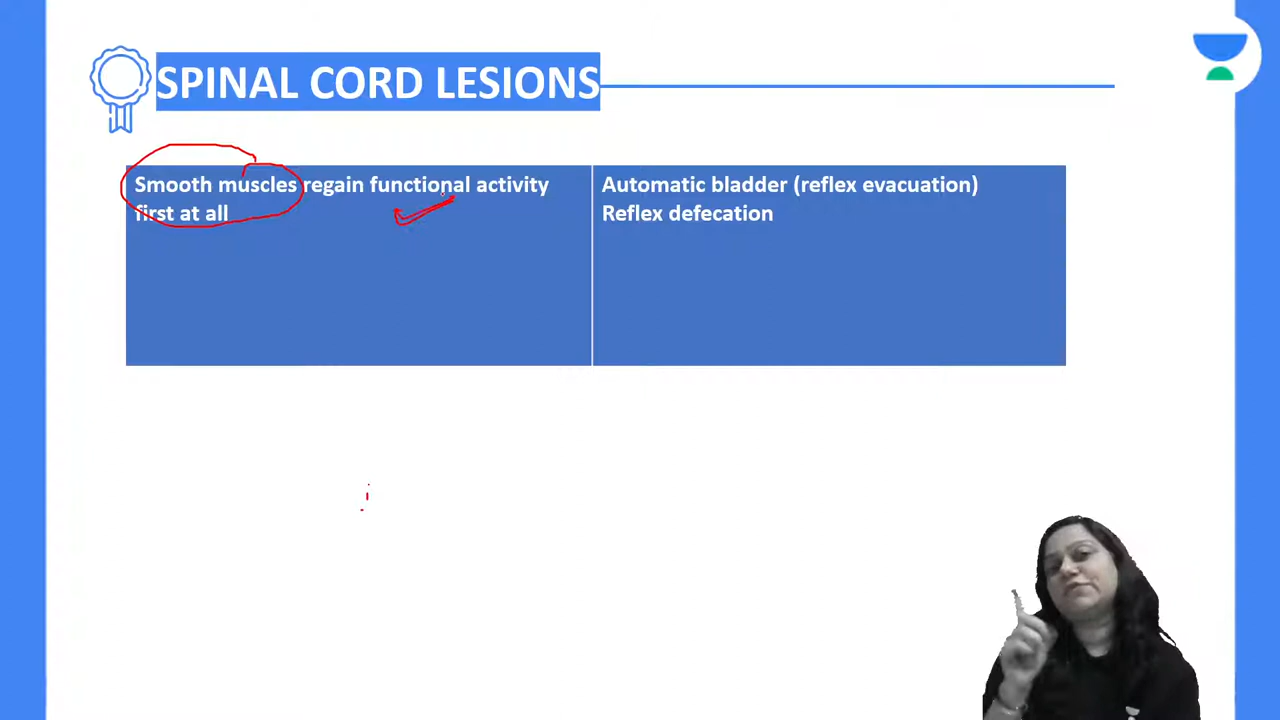 SPINAL CORD LESIONS
Smooth muscles regain functional activity
first at all
Automatic bladder (reflex evacuation)
Reflex defecation